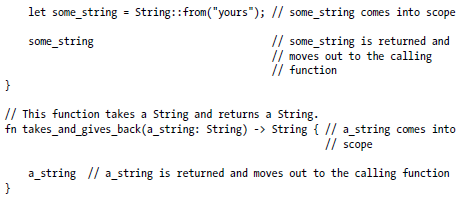 let some_string = String::from("yours"); // some_string comes into scope
some_string // some_string is returned and
// moves out to the calling
// function
}
// This function takes a String and returns a String.
fn takes_and_gives_back(a_string: String) -> String { // a_string comes into
// scope
a_string // a_string is returned and moves out to the calling function
}